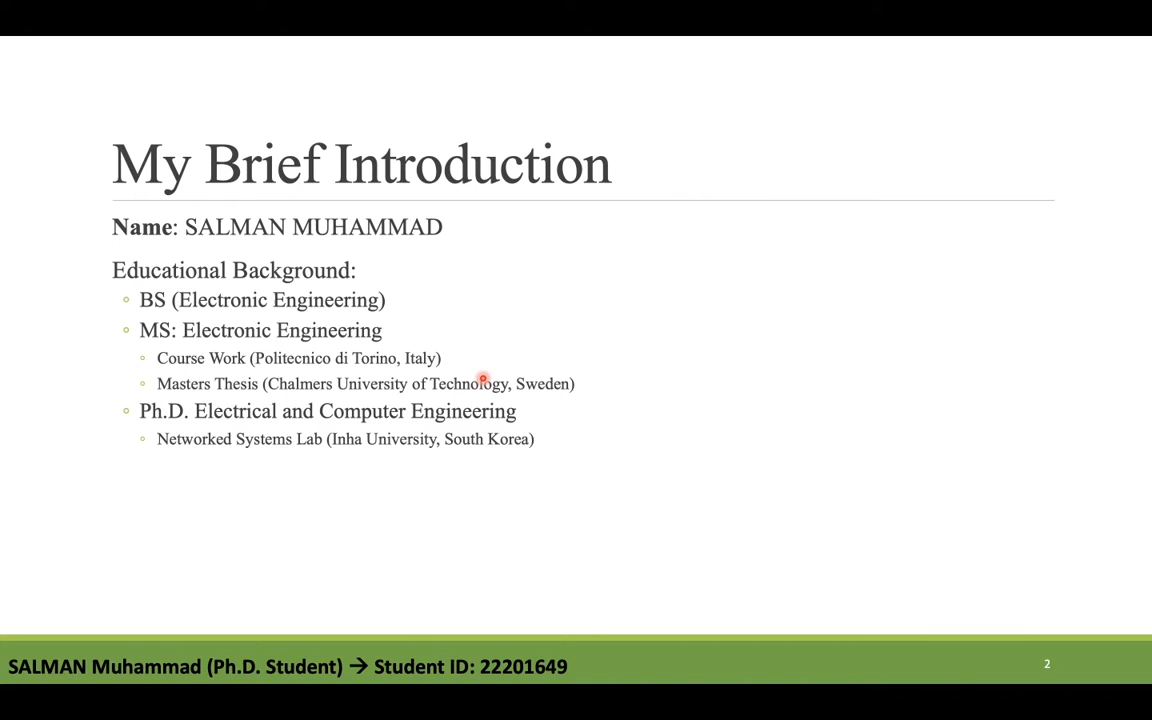 My Brief Introduction
Name: SALMAN MUHAMMAD
Educational Background:
◦ BS (Electronic Engineering)
◦ MS: Electronic Engineering
◦ Course Work (Politecnico di Torino, Italy)
◦ Masters Thesis (Chalmers University of Technology, Sweden)
◦ Ph.D. Electrical and Computer Engineering
◦ Networked Systems Lab (Inha University, South Korea)
SALMAN Muhammad (Ph.D. Student) → Student ID: 22201649
2